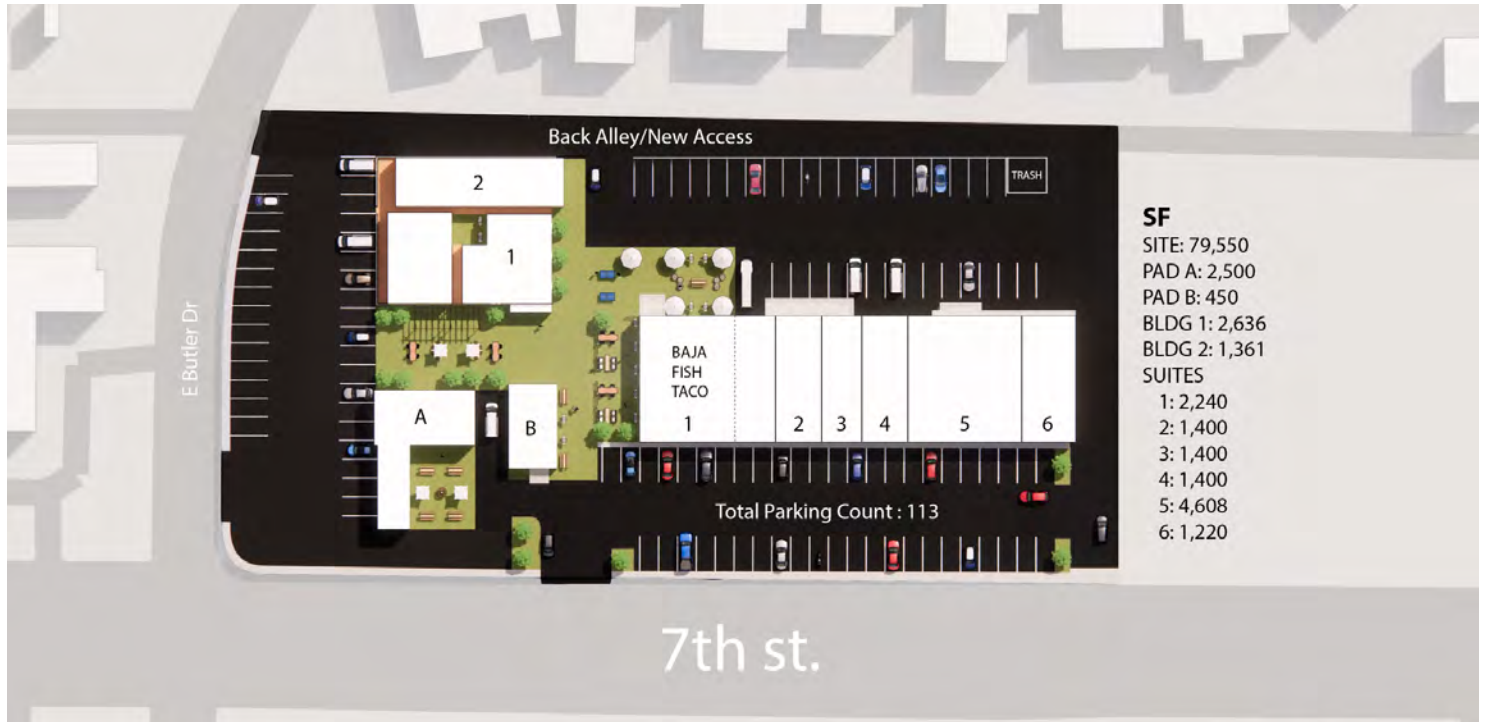 Back Alley/New Access
TRASH
2
1
E Butler Dr
A
B
BAJA
FISH
TACO
1
2
3
4
5
6
Total Parking Count : 113
7th st.
SF
SITE: 79,550
PAD A: 2,500
PAD B: 450
BLDG 1: 2,636
BLDG 2: 1,361
SUITES
1: 2,240
2: 1,400
3: 1,400
4: 1,400
5: 4,608
6: 1,220